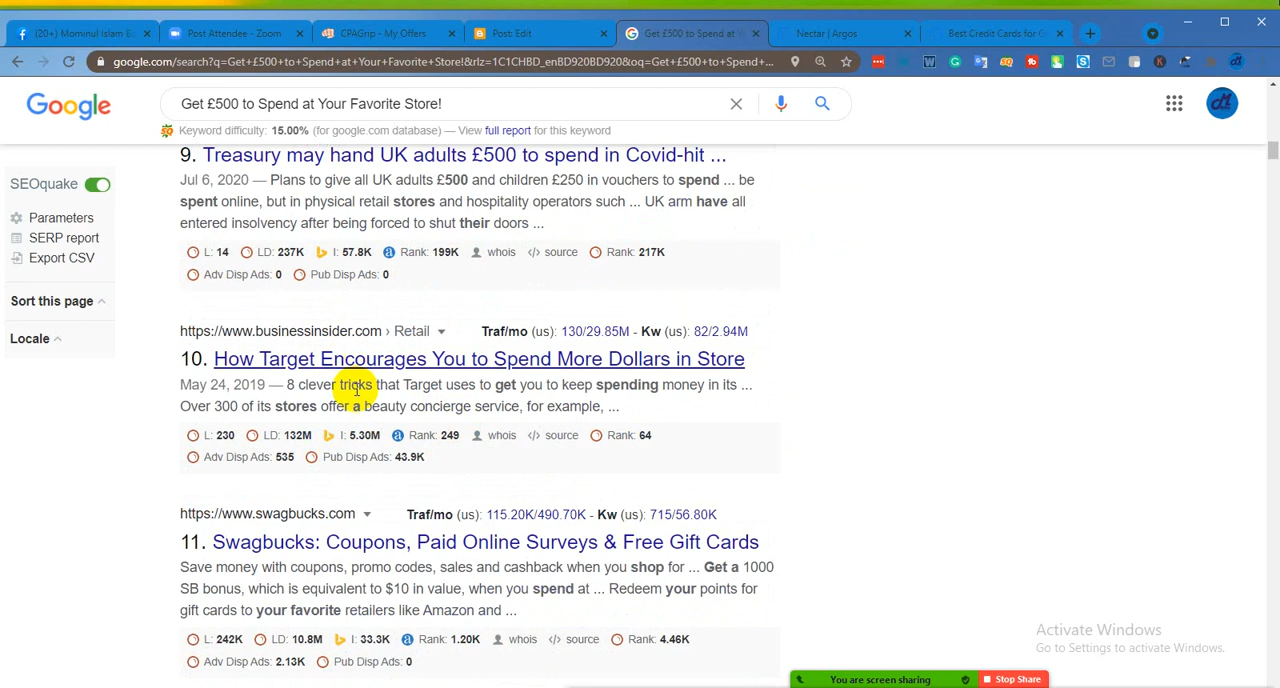 (20+) Mominul Islam E
Post Attendee - Zoom
CPAGrip - My Offers
Post: Edit
Get £500 to Spend at Y
Nectar | Argos
Best Credit Cards for G
google.com/search?q=Get+£500+to+Spend+at+Your+Favorite+Store!&rlz=1C1CHBD_enBD920BD920&oq=Get+£500+to+Spend+...
Google
Get £500 to Spend at Your Favorite Store!
Keyword difficulty: 15.00% (for google.com database) — View full report for this keyword
SEOquake
Parameters
SERP report
Export CSV
Sort this page
Locale
9. Treasury may hand UK adults £500 to spend in Covid-hit ...
Jul 6, 2020 — Plans to give all UK adults £500 and children £250 in vouchers to spend ... be
spent online, but in physical retail stores and hospitality operators such ... UK arm have all
entered insolvency after being forced to shut their doors ...
L: 14 LD: 237K I: 57.8K Rank: 199K whois </> source Rank: 217K
Adv Disp Ads: 0 Pub Disp Ads: 0
https://www.businessinsider.com › Retail Traf/mo (us): 130/29.85M - Kw (us): 82/2.94M
10. How Target Encourages You to Spend More Dollars in Store
May 24, 2019 — 8 clever tricks that Target uses to get you to keep spending money in its ...
Over 300 of its stores offer a beauty concierge service, for example, ...
L: 230 LD: 132M I: 5.30M Rank: 249 whois </> source Rank: 64
Adv Disp Ads: 535 Pub Disp Ads: 43.9K
https://www.swagbucks.com Traf/mo (us): 115.20K/490.70K - Kw (us): 715/56.80K
11. Swagbucks: Coupons, Paid Online Surveys & Free Gift Cards
Save money with coupons, promo codes, sales and cashback when you shop for ... Get a 1000
SB bonus, which is equivalent to $10 in value, when you spend at ... Redeem your points for
gift cards to your favorite retailers like Amazon and ...
L: 242K LD: 10.8M I: 33.3K Rank: 1.20K whois </> source Rank: 4.46K
Adv Disp Ads: 2.13K Pub Disp Ads: 0
Activate Windows
Go to Settings to activate Windows.
You are screen sharing
Stop Share